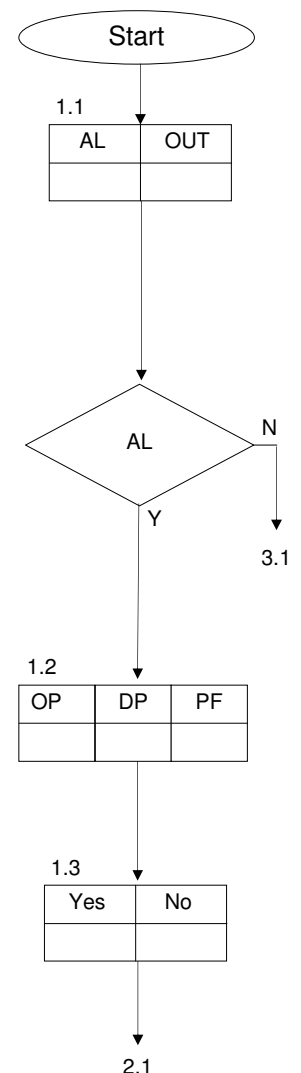 Start
1.1
AL OUT
AL
N
Y
3.1
1.2
OP DP PF
1.3
Yes No
2.1